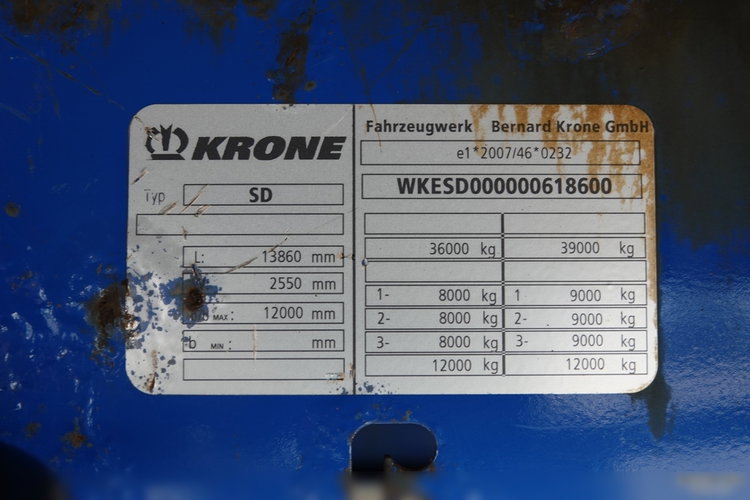 KRONE
Typ SD
L: 13860 mm
2550 mm
MAX: 12000 mm
b MIN: mm
Fahrzeugwerk Bernard Krone GmbH
e1*2007/46*0232
WKESD000000618600
36000 kg 39000 kg
1- 8000 kg 1 9000 kg
2- 8000 kg 2- 9000 kg
3- 8000 kg 3- 9000 kg
12000 kg 12000 kg